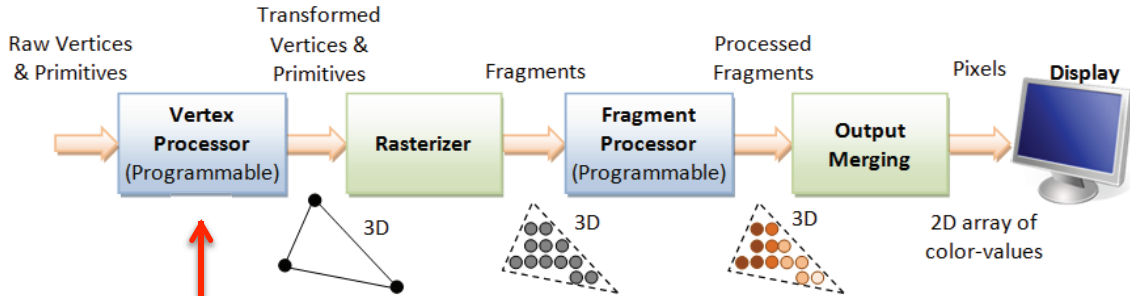 Raw Vertices
& Primitives
Transformed
Vertices &
Primitives
Fragments
Processed
Fragments
Pixels
Display
Vertex
Processor
(Programmable)
Rasterizer
Fragment
Processor
(Programmable)
Output
Merging
3D
3D
3D
2D array of
color-values